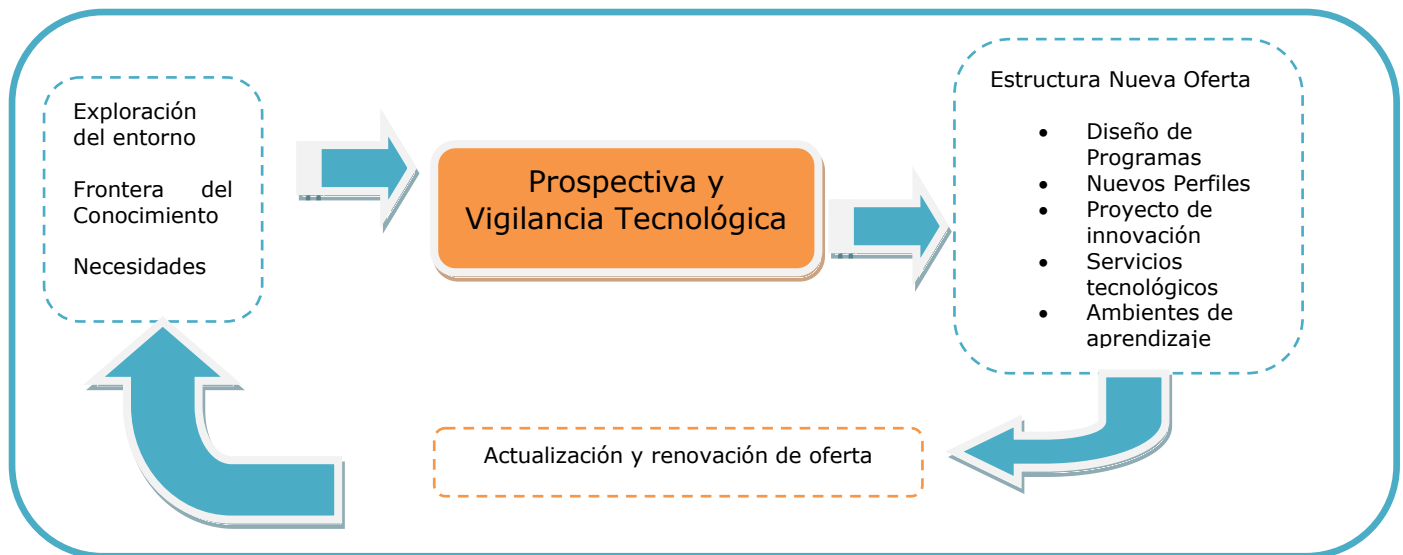 Exploración
del entorno
Frontera del
Conocimiento
Necesidades
Prospectiva y
Vigilancia Tecnológica
Estructura Nueva Oferta
• Diseño de
Programas
• Nuevos Perfiles
• Proyecto de
innovación
• Servicios
tecnológicos
• Ambientes de
aprendizaje
Actualización y renovación de oferta